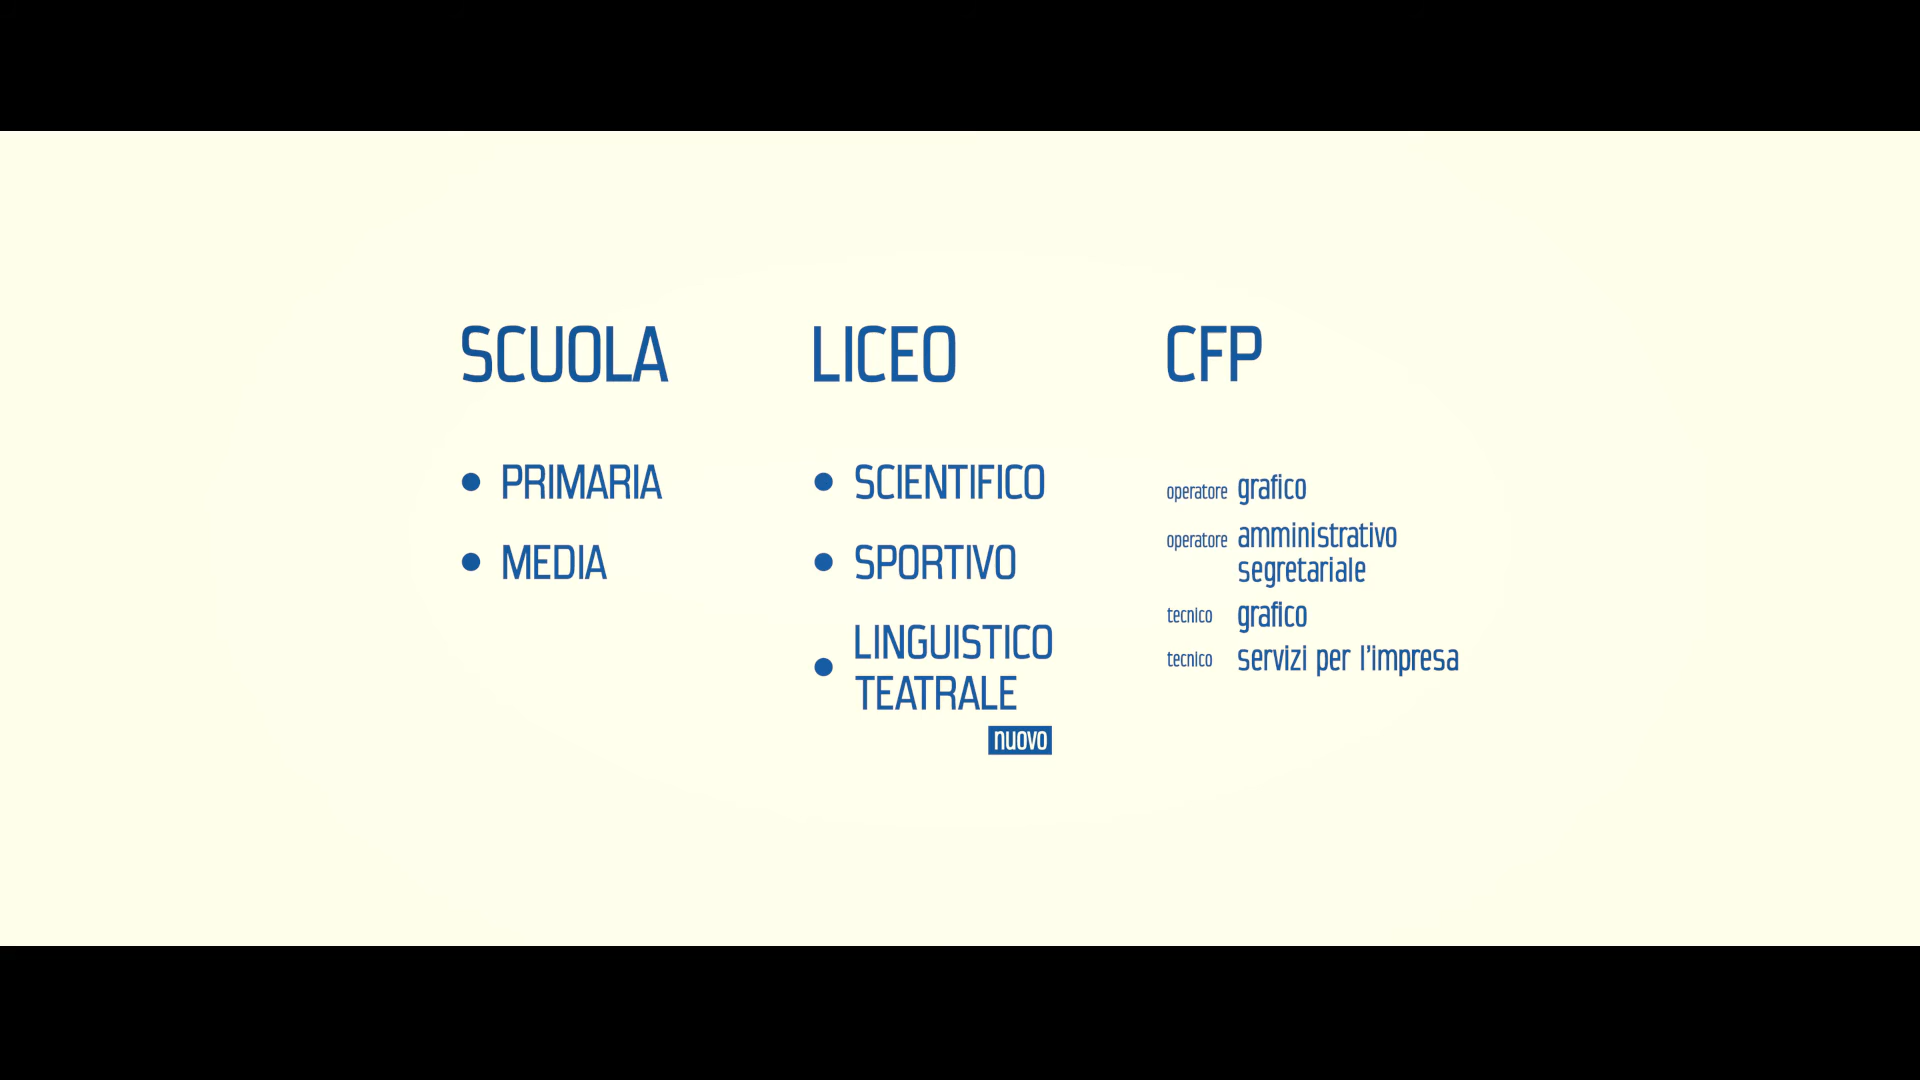 SCUOLA
PRIMARIA
MEDIA
LICEO
SCIENTIFICO
SPORTIVO
LINGUISTICO
TEATRALE
nuovo
CFP
operatore grafico
operatore amministrativo
segretariale
tecnico grafico
tecnico servizi per l'impresa